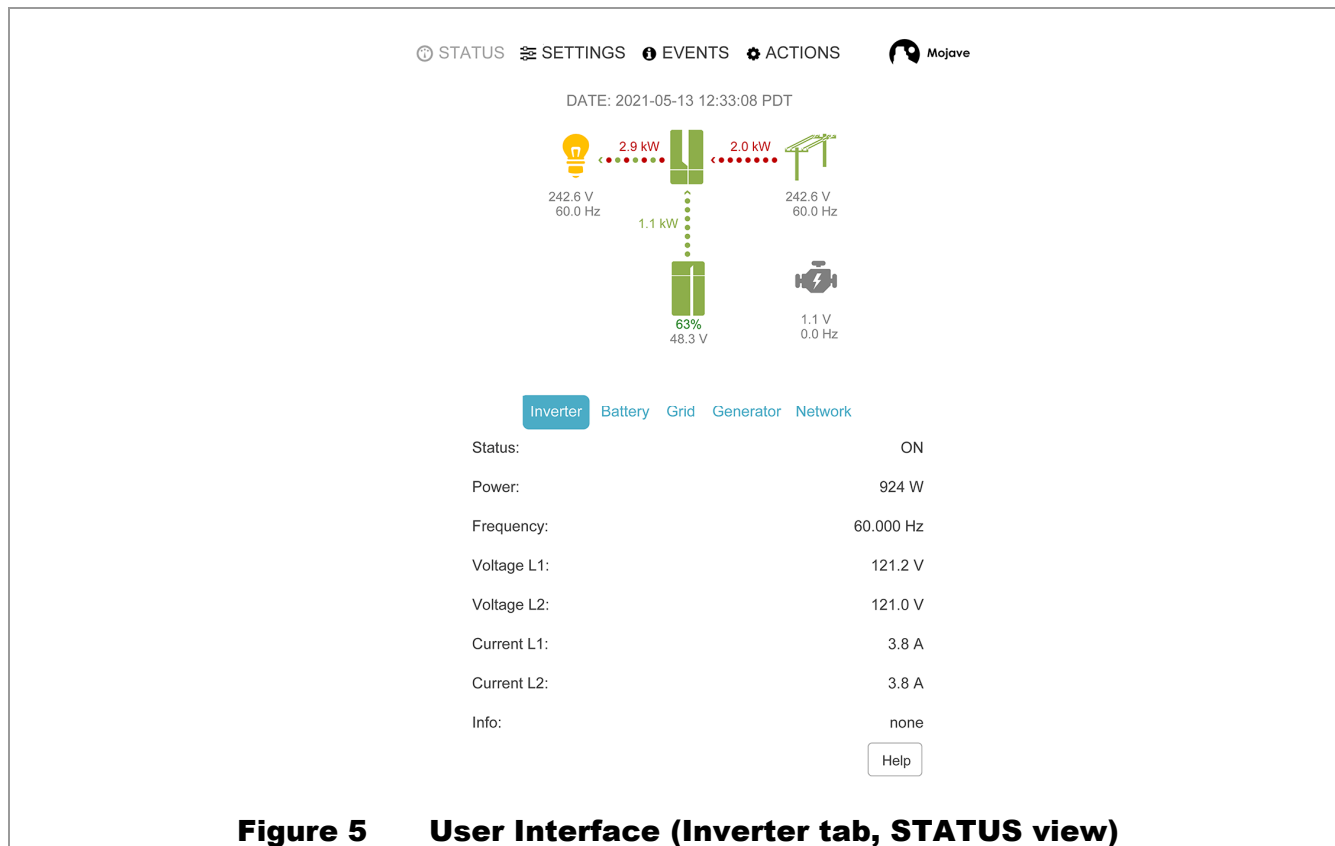 STATUS SETTINGS EVENTS ACTIONS Mojave
DATE: 2021-05-13 12:33:08 PDT
2.9 kW 2.0 kW
242.6 V 242.6 V
60.0 Hz 60.0 Hz
1.1 kW
63% 1.1 V
48.3 V 0.0 Hz
Inverter Battery Grid Generator Network
Status: ON
Power: 924 W
Frequency: 60.000 Hz
Voltage L1: 121.2 V
Voltage L2: 121.0 V
Current L1: 3.8 A
Current L2: 3.8 A
Info: none
Help
Figure 5 User Interface (Inverter tab, STATUS view)